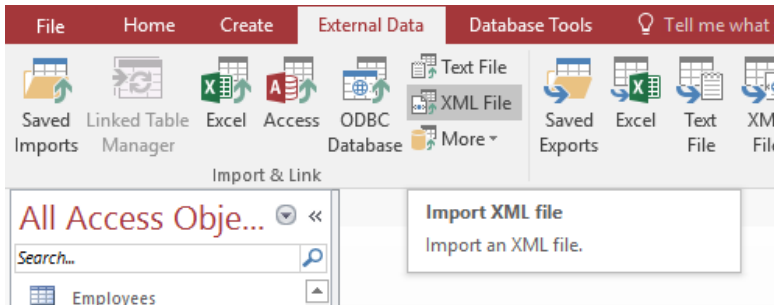 File Home Create External Data Database Tools Tell me what
Saved Imports
Linked Table Manager
Excel
Access
ODBC Database
Text File
XML File
More
Saved Exports
Excel
Text File
XM
Fil
Import & Link
All Access Obje... «
Search...
Employees
Import XML file
Import an XML file.